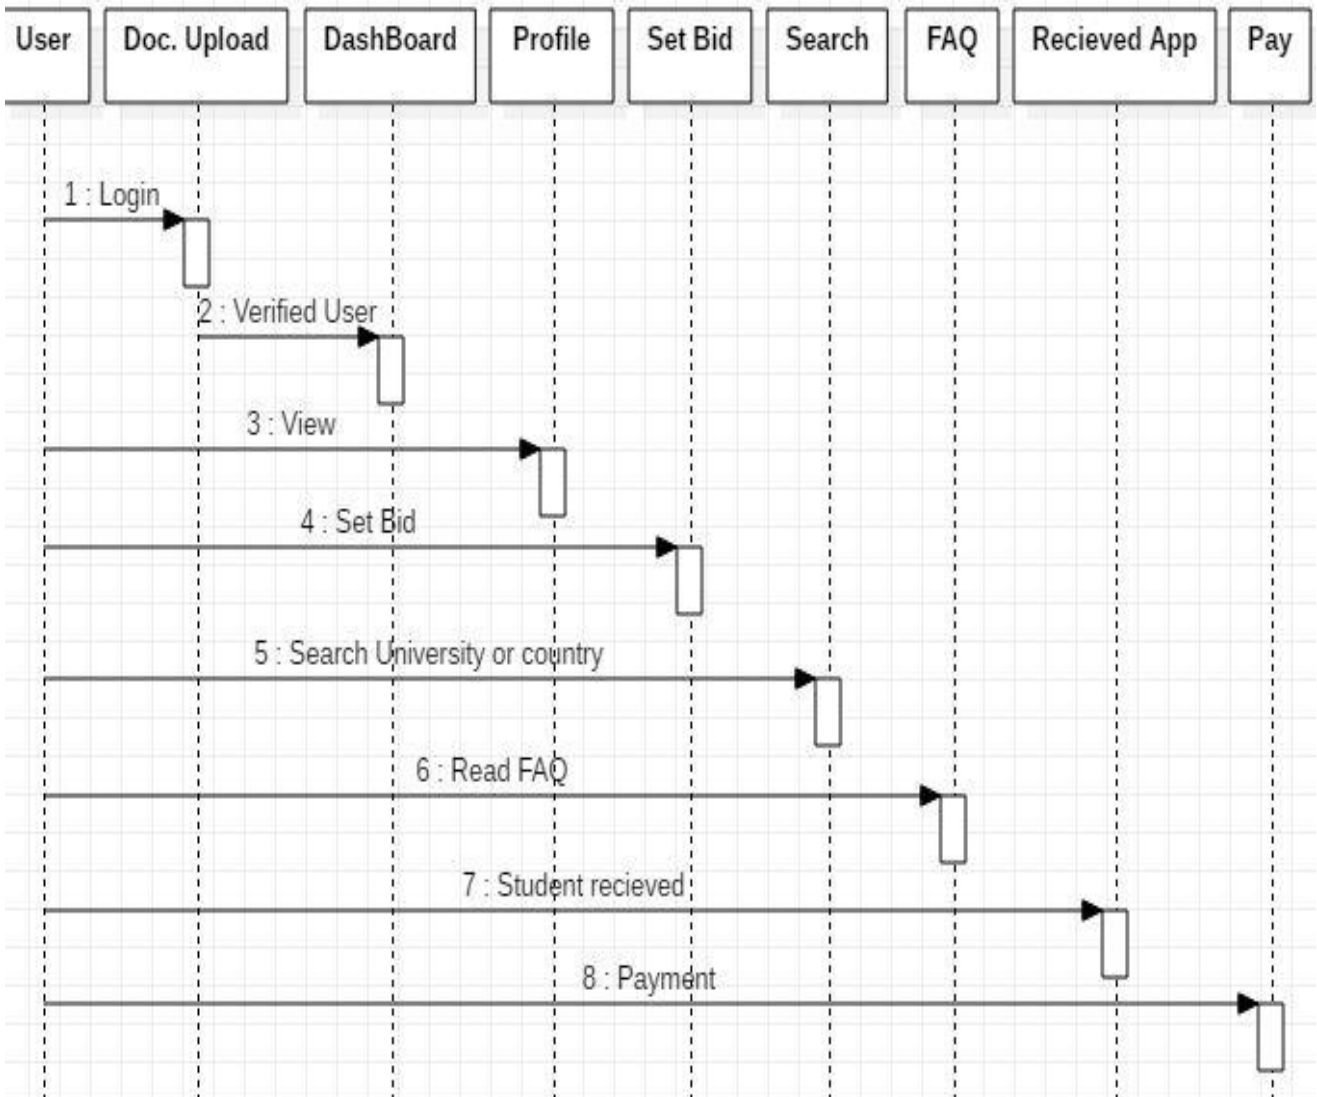 User
Doc. Upload
DashBoard
Profile
Set Bid
Search
FAQ
Recieved App
Pay
1 : Login
2 : Verified User
3 : View
4 : Set Bid
5 : Search University or country
6 : Read FAQ
7 : Student recieved
8 : Payment